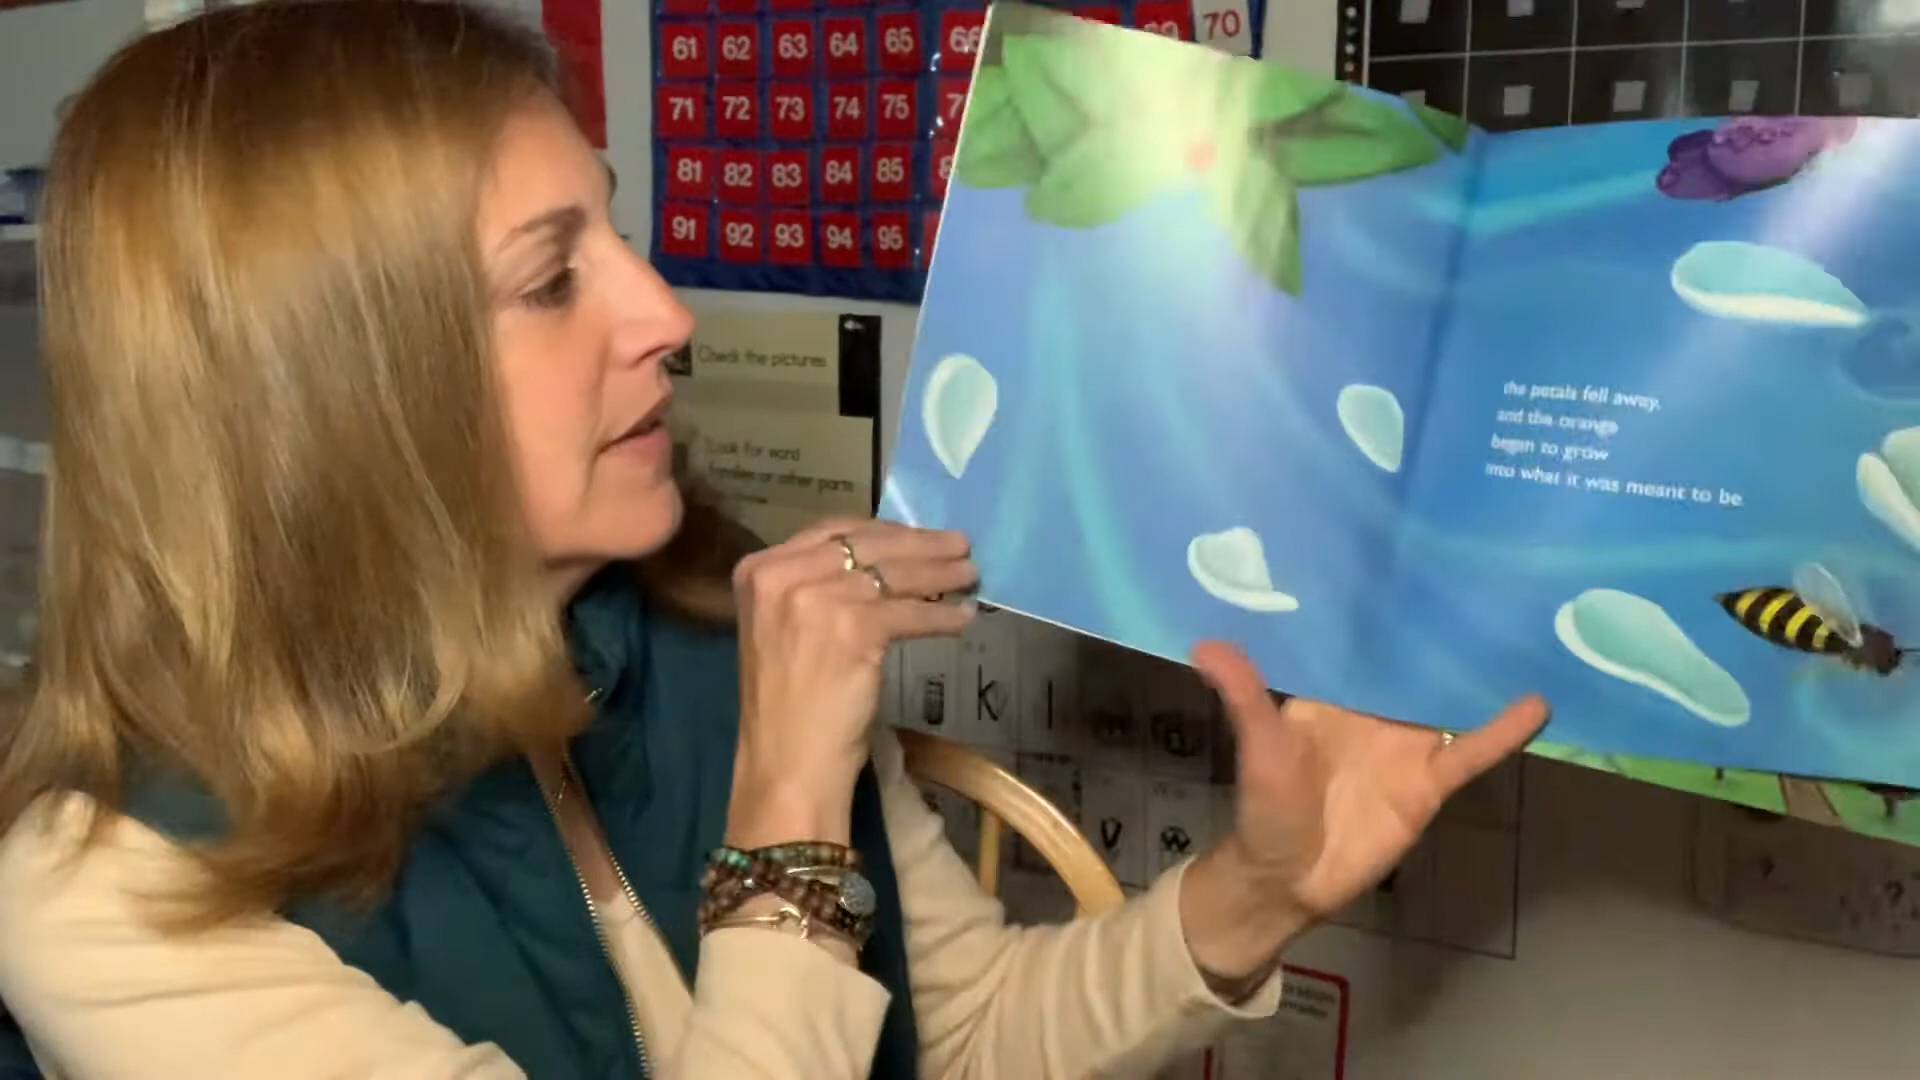 61 62 63 64 65 66 69 70
71 72 73 74 75
81 82 83 84 85
91 92 93 94 95
Check the pictures
Look for word
families or other parts
the petals fell away,
and the orange
began to grow
into what it was meant to be.
k l
v w